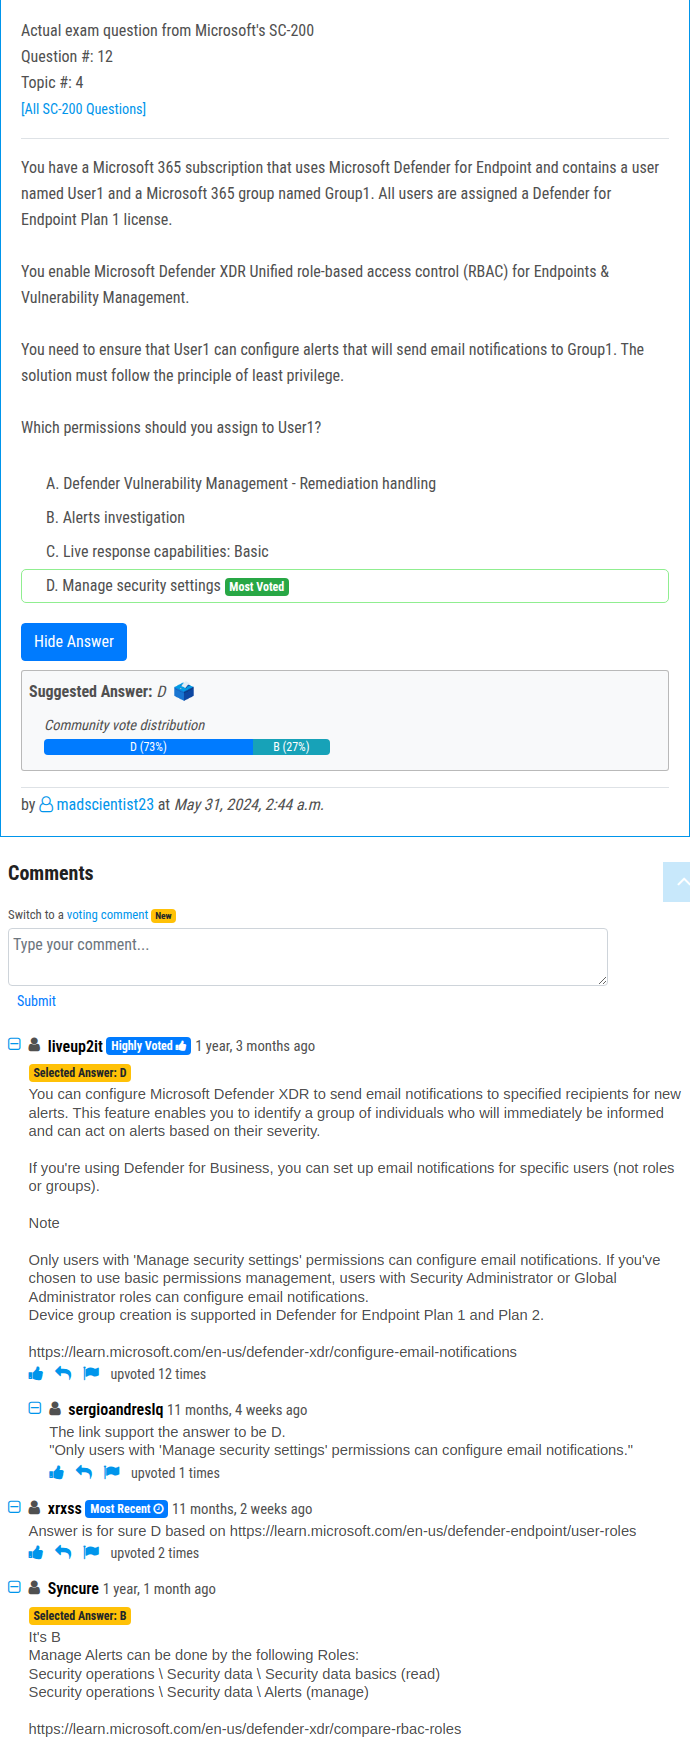 Actual exam question from Microsoft's SC-200
Question #: 12
Topic #: 4
[All SC-200 Questions]
You have a Microsoft 365 subscription that uses Microsoft Defender for Endpoint and contains a user
named User1 and a Microsoft 365 group named Group1. All users are assigned a Defender for
Endpoint Plan 1 license.
You enable Microsoft Defender XDR Unified role-based access control (RBAC) for Endpoints &
Vulnerability Management.
You need to ensure that User1 can configure alerts that will send email notifications to Group1. The
solution must follow the principle of least privilege.
Which permissions should you assign to User1?
A. Defender Vulnerability Management - Remediation handling
B. Alerts investigation
C. Live response capabilities: Basic
D. Manage security settings Most Voted
Hide Answer
Suggested Answer: D
Community vote distribution
D (73%) B (27%)
by madscientist23 at May 31, 2024, 2:44 a.m.
Comments
Switch to a voting comment New
Type your comment...
Submit
liveup2it Highly Voted 1 year, 3 months ago
Selected Answer: D
You can configure Microsoft Defender XDR to send email notifications to specified recipients for new
alerts. This feature enables you to identify a group of individuals who will immediately be informed
and can act on alerts based on their severity.
If you're using Defender for Business, you can set up email notifications for specific users (not roles
or groups).
Note
Only users with 'Manage security settings' permissions can configure email notifications. If you've
chosen to use basic permissions management, users with Security Administrator or Global
Administrator roles can configure email notifications.
Device group creation is supported in Defender for Endpoint Plan 1 and Plan 2.
https://learn.microsoft.com/en-us/defender-xdr/configure-email-notifications
upvoted 12 times
sergioandreslq 11 months, 4 weeks ago
The link support the answer to be D.
"Only users with 'Manage security settings' permissions can configure email notifications."
upvoted 1 times
xrxss Most Recent 11 months, 2 weeks ago
Answer is for sure D based on https://learn.microsoft.com/en-us/defender-endpoint/user-roles
upvoted 2 times
Syncure 1 year, 1 month ago
Selected Answer: B
It's B
Manage Alerts can be done by the following Roles:
Security operations \ Security data \ Security data basics (read)
Security operations \ Security data \ Alerts (manage)
https://learn.microsoft.com/en-us/defender-xdr/compare-rbac-roles